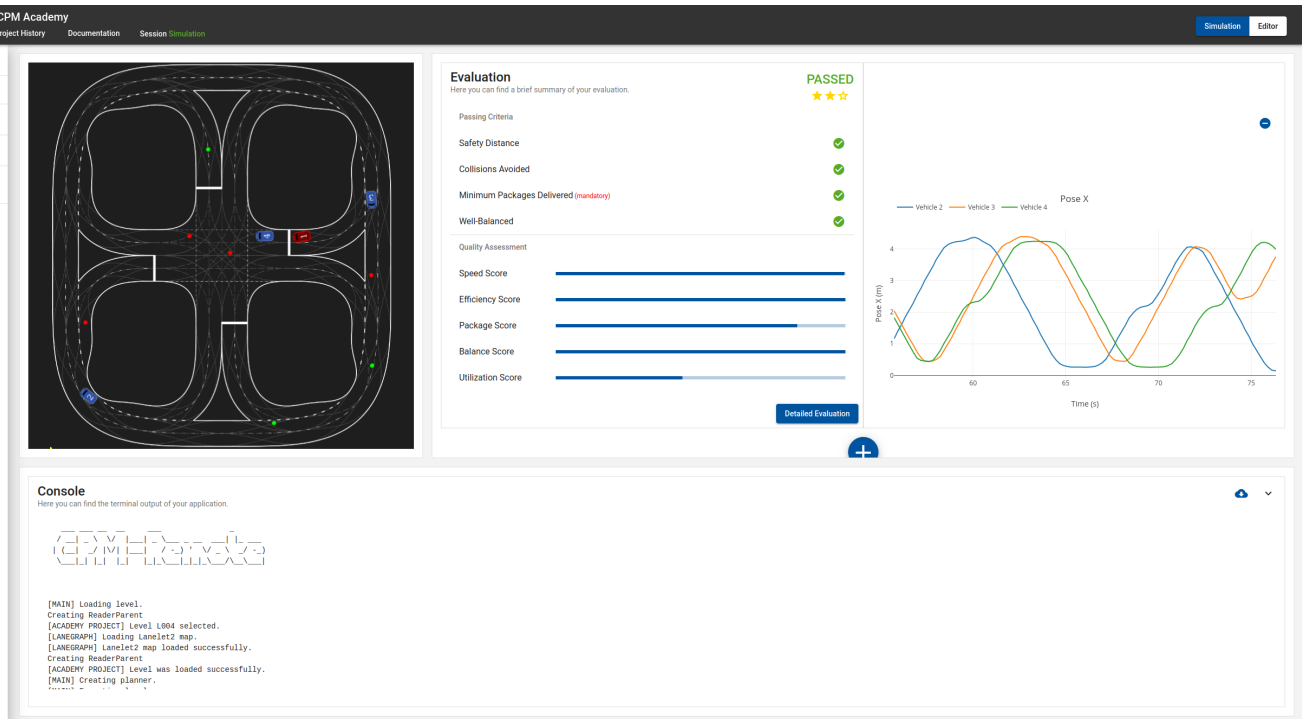 CPM Academy
Project History Documentation Session Simulation
Simulation Editor
Evaluation
Here you can find a brief summary of your evaluation.
PASSED
Passing Criteria
Safety Distance
Collisions Avoided
Minimum Packages Delivered (mandatory)
Well-Balanced
Quality Assessment
Speed Score
Efficiency Score
Package Score
Balance Score
Utilization Score
Detailed Evaluation
Pose X
Vehicle 2 Vehicle 3 Vehicle 4
Pose X (m)
4
3
2
1
0
60 65 70 75
Time (s)
3
2
Console
Here you can find the terminal output of your application.
[MAIN] Loading level.
Creating ReaderParent
[ACADEMY PROJECT] Level L004 selected.
[LANEGRAPH] Loading Lanelet2 map.
[LANEGRAPH] Lanelet2 map loaded successfully.
Creating ReaderParent
[ACADEMY PROJECT] Level was loaded successfully.
[MAIN] Creating planner.